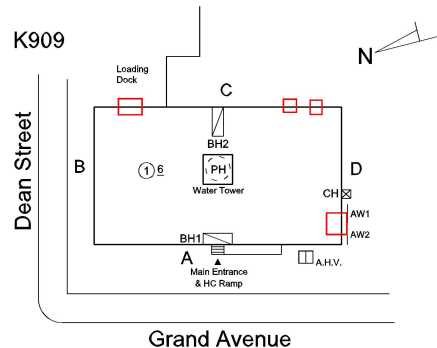 K909
N
Loading
Dock
C
BH2
B
D
1 6
PH
Water Tower
CH
AW1
AW2
BH1
A
Main Entrance
& HC Ramp
A.H.V.
Dean Street
Grand Avenue